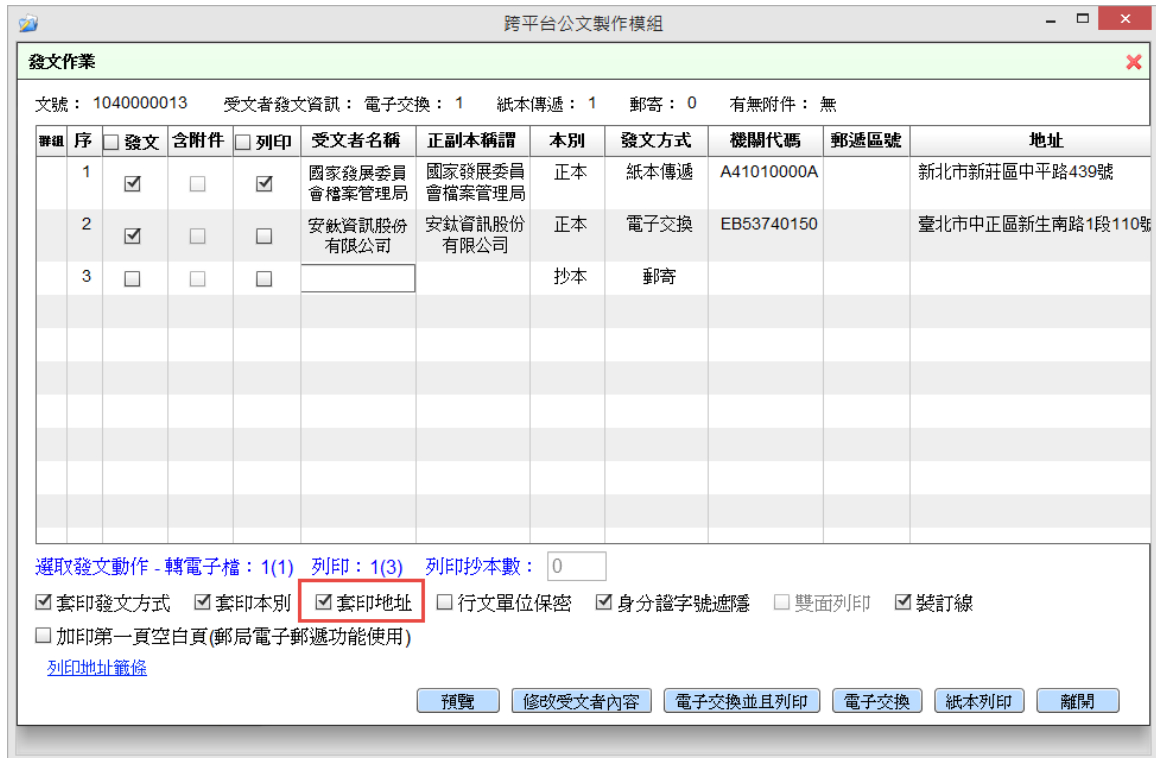 跨平台公文製作模組
發文作業
文號： 1040000013 受文者發文資訊： 電子交換： 1 紙本傳遞： 1 郵寄： 0 有無附件： 無
群組 序 發文 含附件 列印 受文者名稱 正副本稱謂 本別 發文方式 機關代碼 郵遞區號 地址
1 國家發展委員 國家發展委員 正本 紙本傳遞 A41010000A 新北市新莊區中平路439號
會檔案管理局 會檔案管理局
2 安鈦資訊股份 安鈦資訊股份 正本 電子交換 EB53740150 臺北市中正區新生南路1段110號
有限公司 有限公司
3 抄本 郵寄
選取發文動作 - 轉電子檔：1(1) 列印：1(3) 列印抄本數： 0
套印發文方式 套印本別 套印地址 行文單位保密 身分證字號遮隱 雙面列印 裝訂線
加印第一頁空白頁(郵局電子郵遞功能使用)
列印地址籤條
預覽 修改受文者內容 電子交換並且列印 電子交換 紙本列印 離開